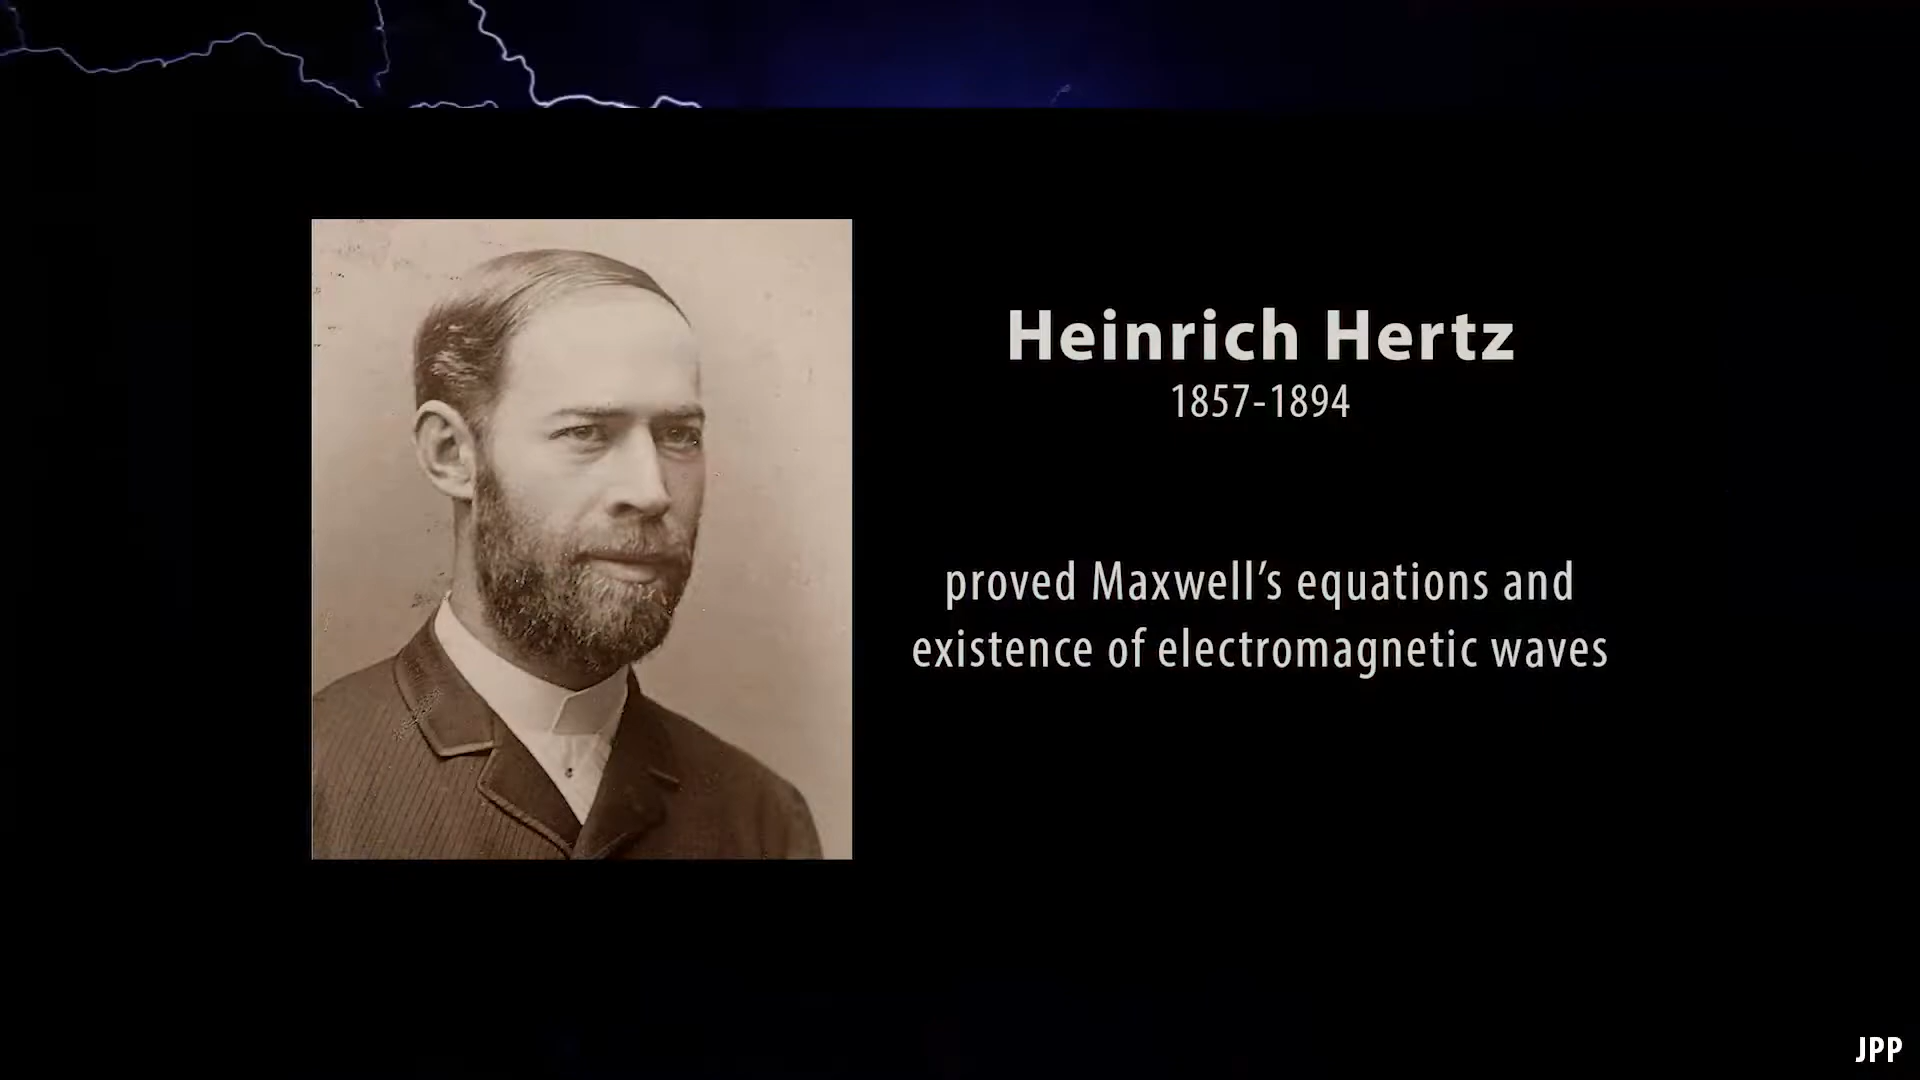 Heinrich Hertz
1857-1894
proved Maxwell’s equations and
existence of electromagnetic waves
JPP